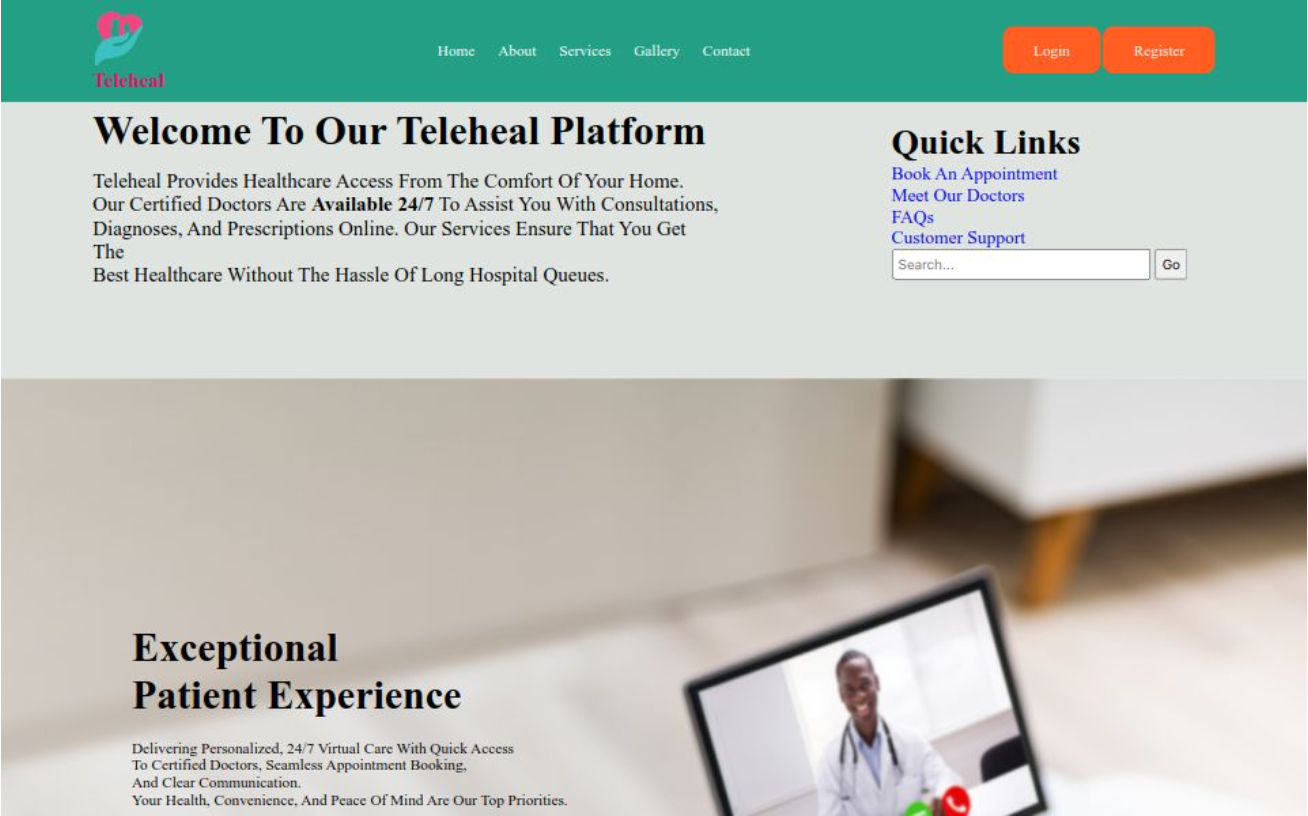 Teleheal
Home About Services Gallery Contact
Login Register
Welcome To Our Teleheal Platform
Teleheal Provides Healthcare Access From The Comfort Of Your Home.
Our Certified Doctors Are Available 24/7 To Assist You With Consultations,
Diagnoses, And Prescriptions Online. Our Services Ensure That You Get
The
Best Healthcare Without The Hassle Of Long Hospital Queues.
Quick Links
Book An Appointment
Meet Our Doctors
FAQs
Customer Support
Search... Go
Exceptional
Patient Experience
Delivering Personalized, 24/7 Virtual Care With Quick Access
To Certified Doctors, Seamless Appointment Booking,
And Clear Communication.
Your Health, Convenience, And Peace Of Mind Are Our Top Priorities.